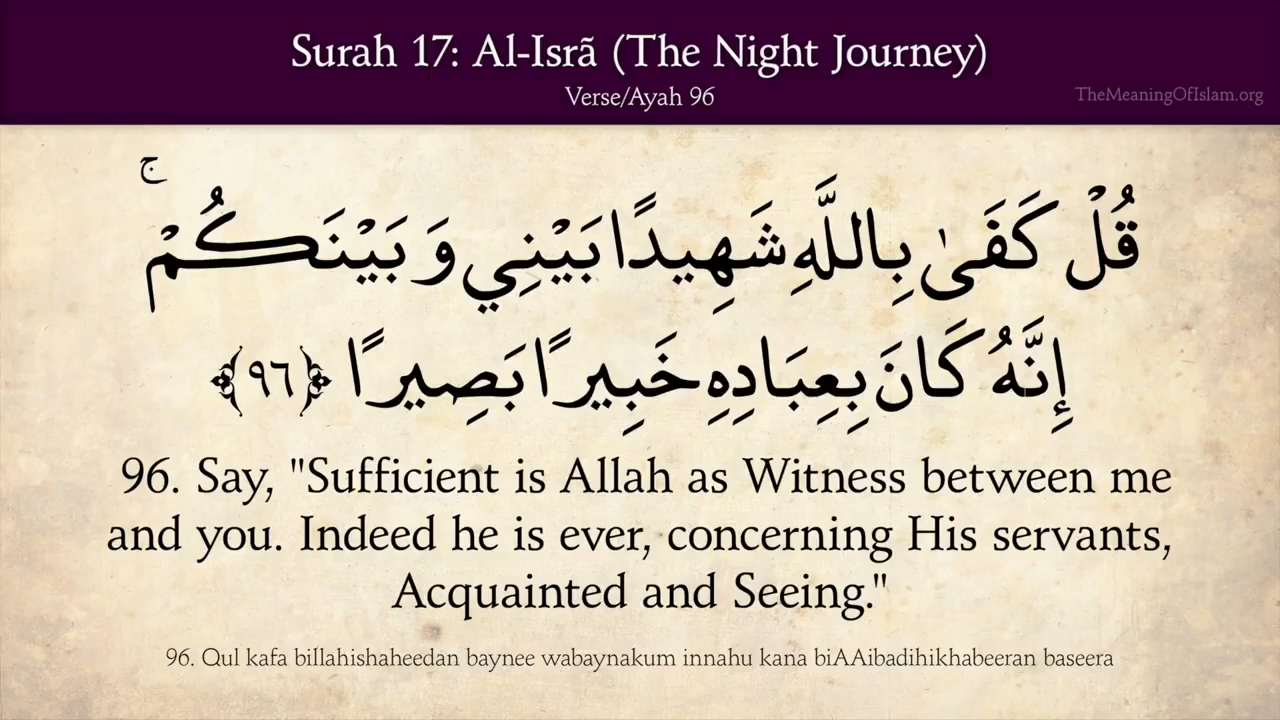 Surah 17: Al-Isrã (The Night Journey)
Verse/Ayah 96
TheMeaningOfIslam.org
قُلْ كَفَىٰ بِاللَّهِ شَهِيدًا بَيْنِي وَ بَيْنَكُمْ ۚ
إِنَّهُ كَانَ بِعِبَادِهِ خَبِيرًا بَصِيرًا ﴿٩٦﴾
96. Say, "Sufficient is Allah as Witness between me
and you. Indeed he is ever, concerning His servants,
Acquainted and Seeing."
96. Qul kafa billahishaheedan baynee wabaynakum innahu kana biAAibadihikhabeeran baseera